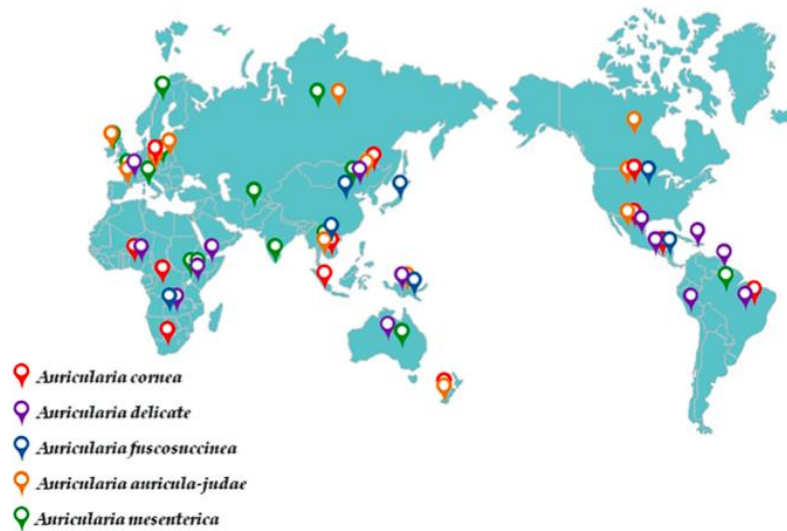 Auricularia cornea
Auricularia delicate
Auricularia fuscosuccinea
Auricularia auricula-judae
Auricularia mesenterica